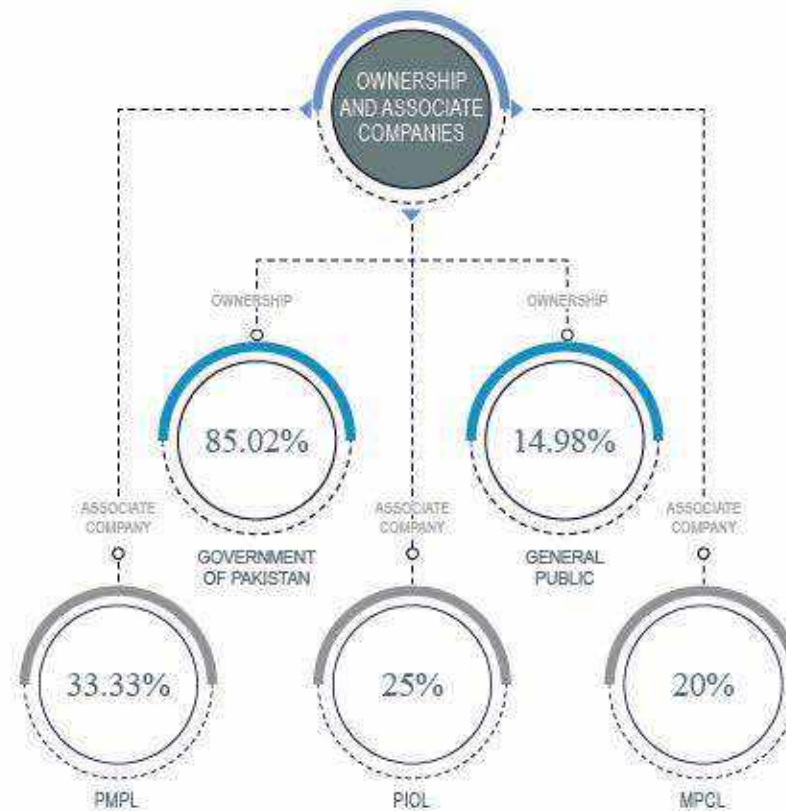 OWNERSHIP
AND ASSOCIATE
COMPANIES
OWNERSHIP
OWNERSHIP
85.02%
14.98%
GOVERNMENT
OF PAKISTAN
GENERAL
PUBLIC
ASSOCIATE
COMPANY
ASSOCIATE
COMPANY
ASSOCIATE
COMPANY
33.33%
25%
20%
PMPL
PIOL
MPCL